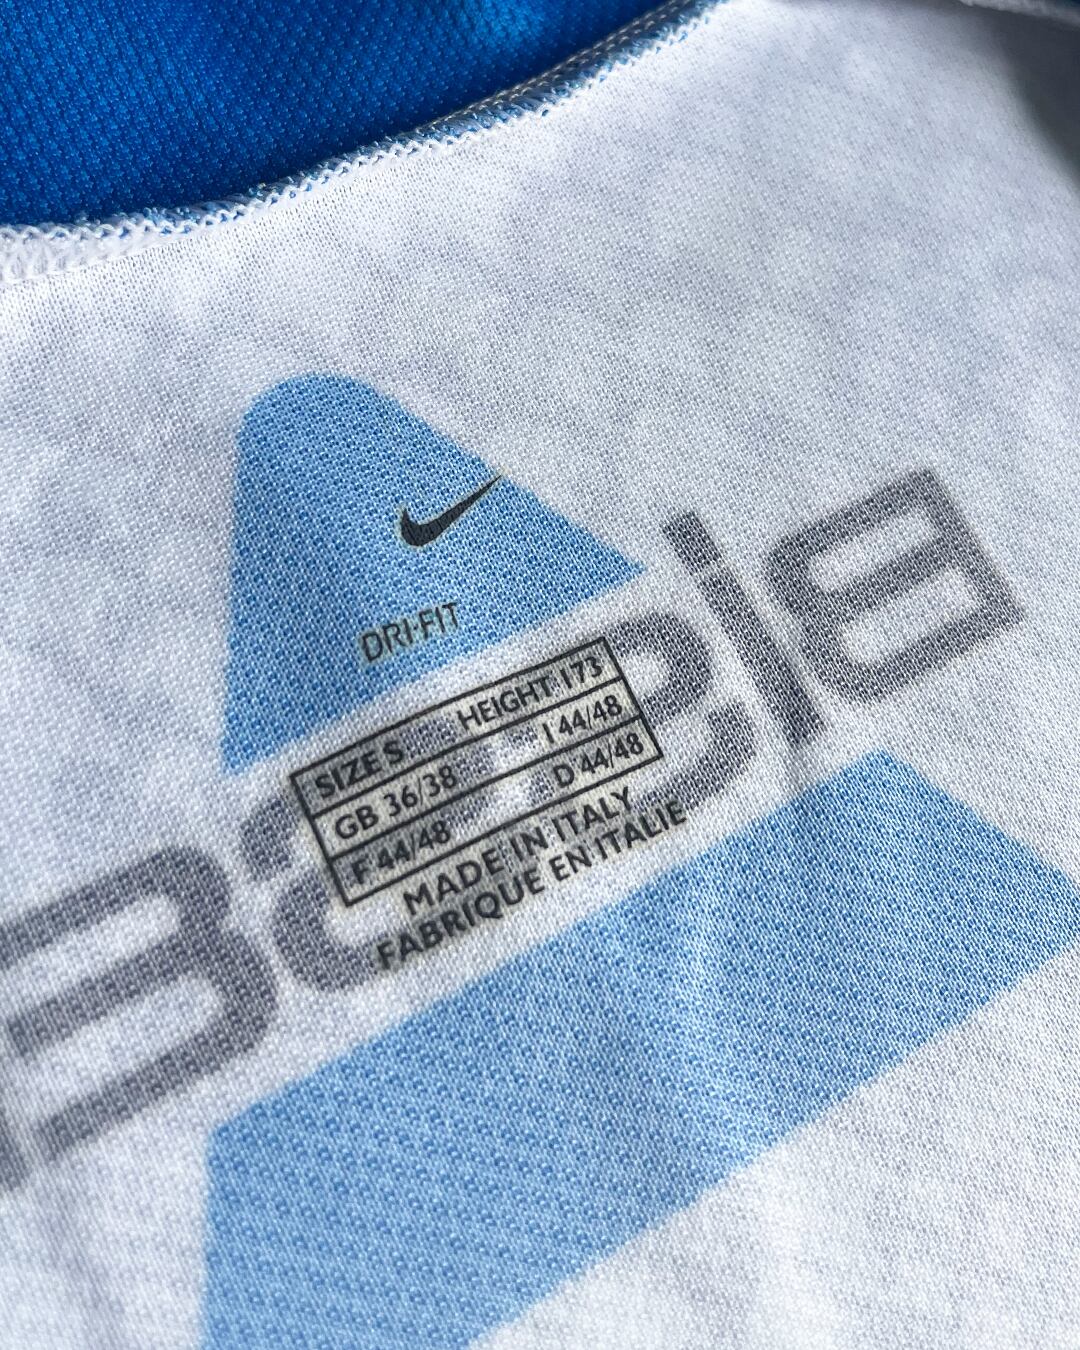 DRI-FIT
SIZE S HEIGHT 173
GB 36/38 I 44/48
F 44/48 D 44/48
MADE IN ITALY
FABRIQUE EN ITALIE